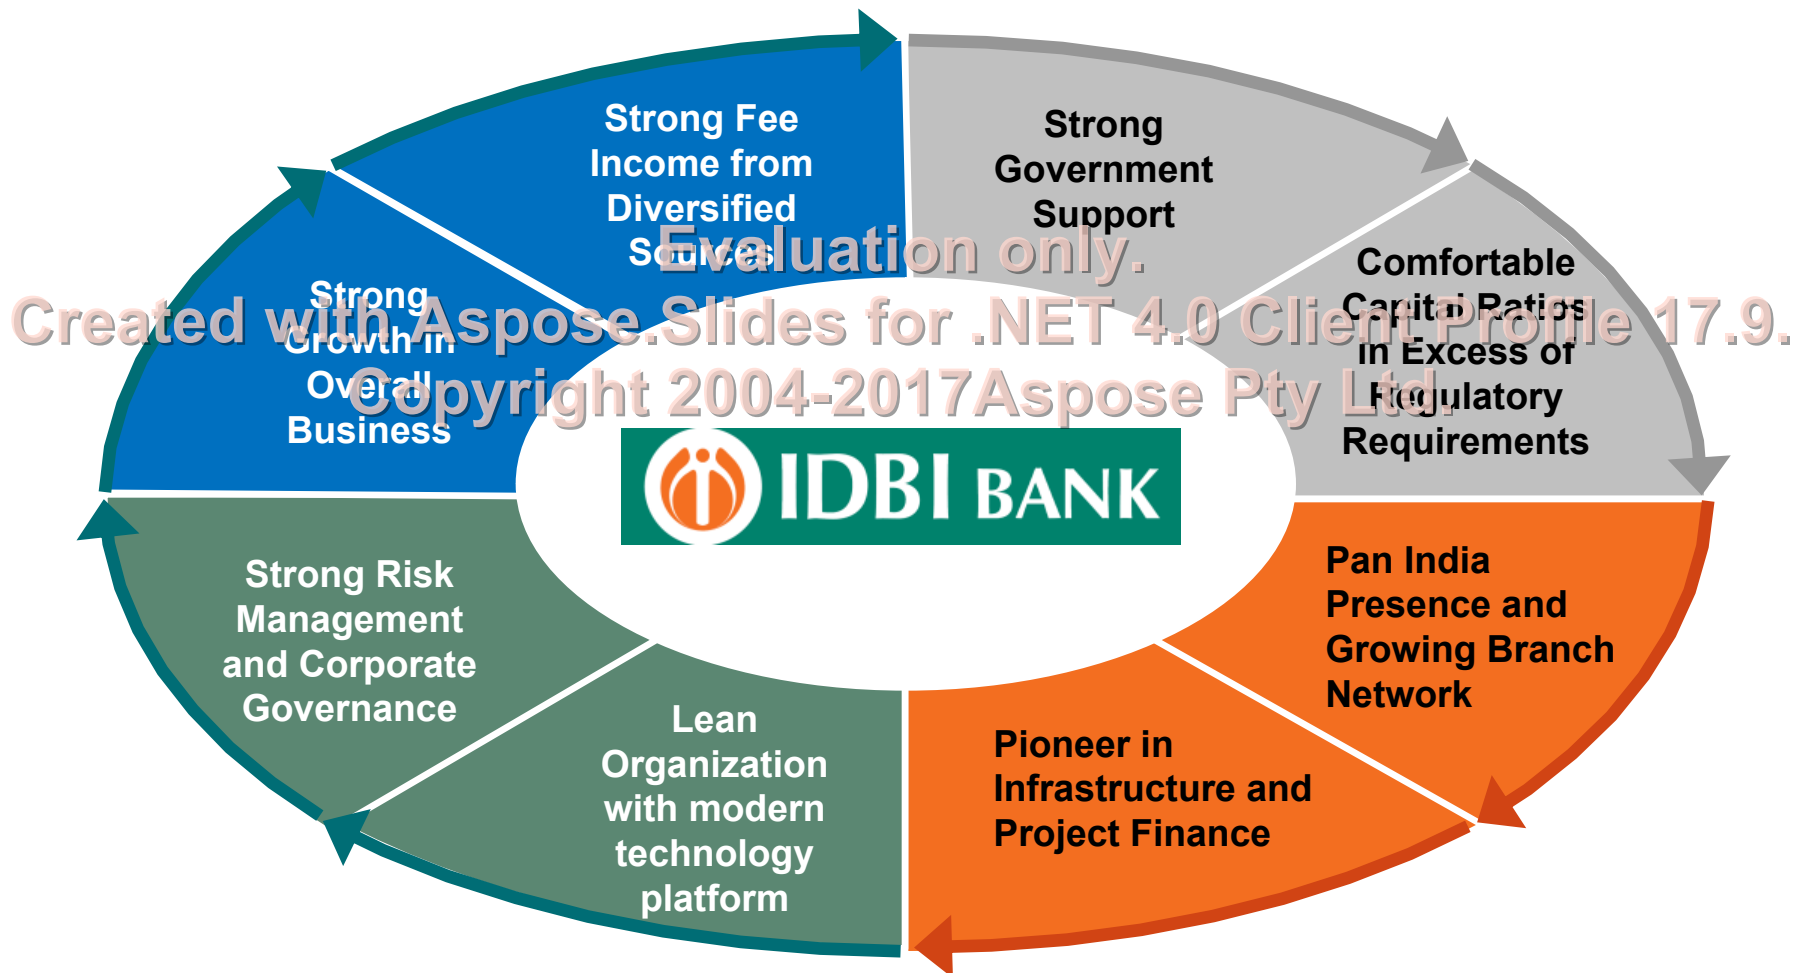 Strong Fee
Income from
Diversified
Sources
Strong
Government
Support
Comfortable
Capital Ratios
in Excess of
Regulatory
Requirements
Pan India
Presence and
Growing Branch
Network
Pioneer in
Infrastructure and
Project Finance
Lean
Organization
with modern
technology
platform
Strong Risk
Management
and Corporate
Governance
Strong
Growth in
Overall
Business
Evaluation only.
Created with Aspose.Slides for .NET 4.0 Client Profile 17.9.
Copyright 2004-2017Aspose Pty Ltd.
IDBI BANK